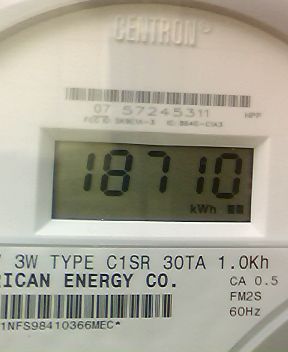 CENTRON
07 57245311
18710
kWh
3W TYPE C1SR 30TA 1.0Kh
RICAN ENERGY CO.
CA 0.5
FM2S
60Hz
1NFS98410366MEC*